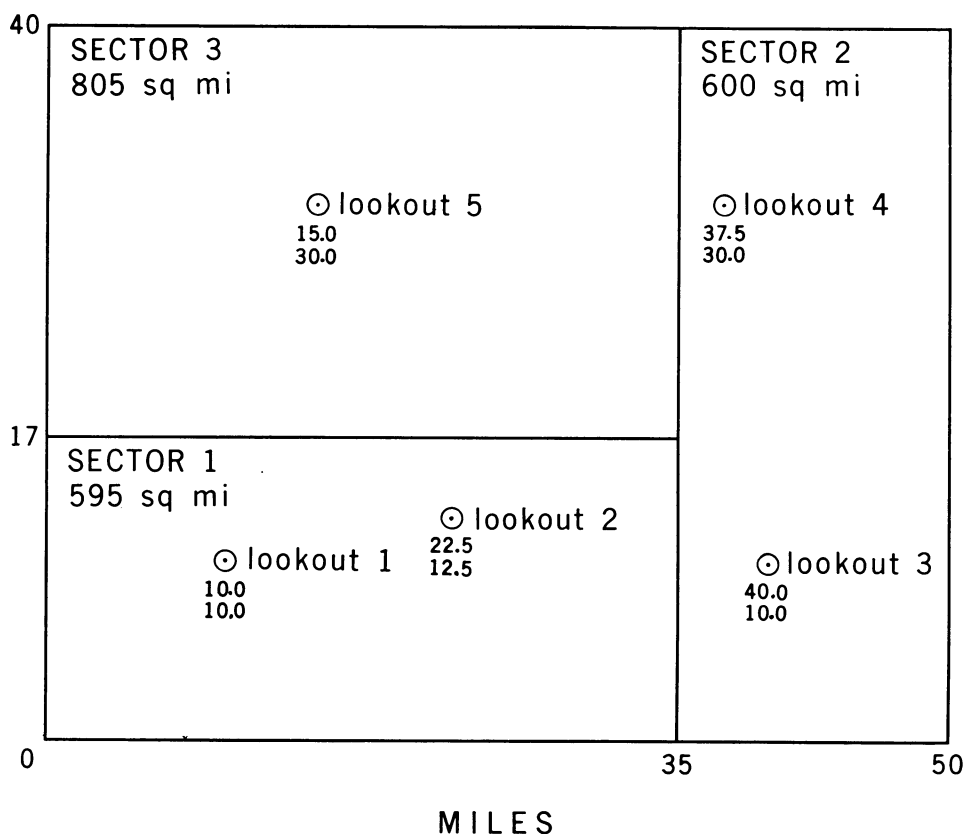 40
SECTOR 3
805 sq mi
SECTOR 2
600 sq mi
lookout 5
15.0
30.0
lookout 4
37.5
30.0
17
SECTOR 1
595 sq mi
lookout 2
22.5
12.5
lookout 1
10.0
10.0
lookout 3
40.0
10.0
0
35
50
MILES